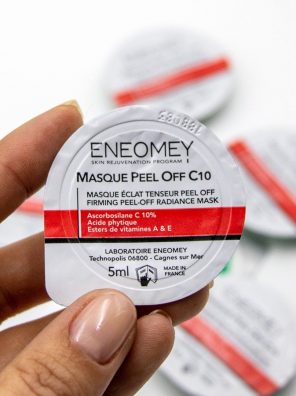 ENEOMEY
SKIN REJUVENATION PROGRAM
MASQUE PEEL OFF C10
MASQUE ÉCLAT TENSEUR PEEL OFF
FIRMING PEEL-OFF RADIANCE MASK
Ascorbosilane C 10%
Acide phytique
Esters de vitamines A & E
LABORATOIRE ENEOMEY
Technopolis 06800 - Cagnes sur Mer
5ml
MADE IN
FRANCE